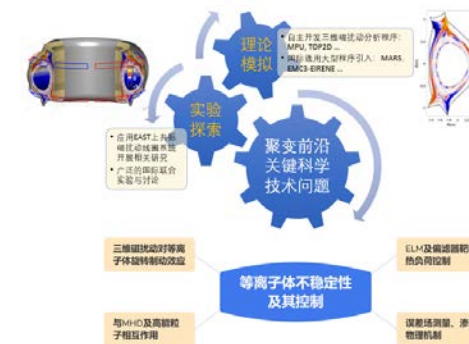 理论
模拟
• 自主开发三维磁扰动分析程序:
MPU, TOP2D ...
• 国际通用大型程序引入: MARS,
EMC3-EIRENE ...
实验
探索
• 应用EAST上共振
磁扰动线圈系统
开展相关研究
• 广泛的国际联合
实验与讨论
聚变前沿
关键科学
技术问题
三维磁扰动对等离
子体旋转制动效应
ELM及偏滤器靶
热负荷控制
等离子体不稳定性
及其控制
与MHD及高能粒
子相互作用
误差场测量、渗
物理机制